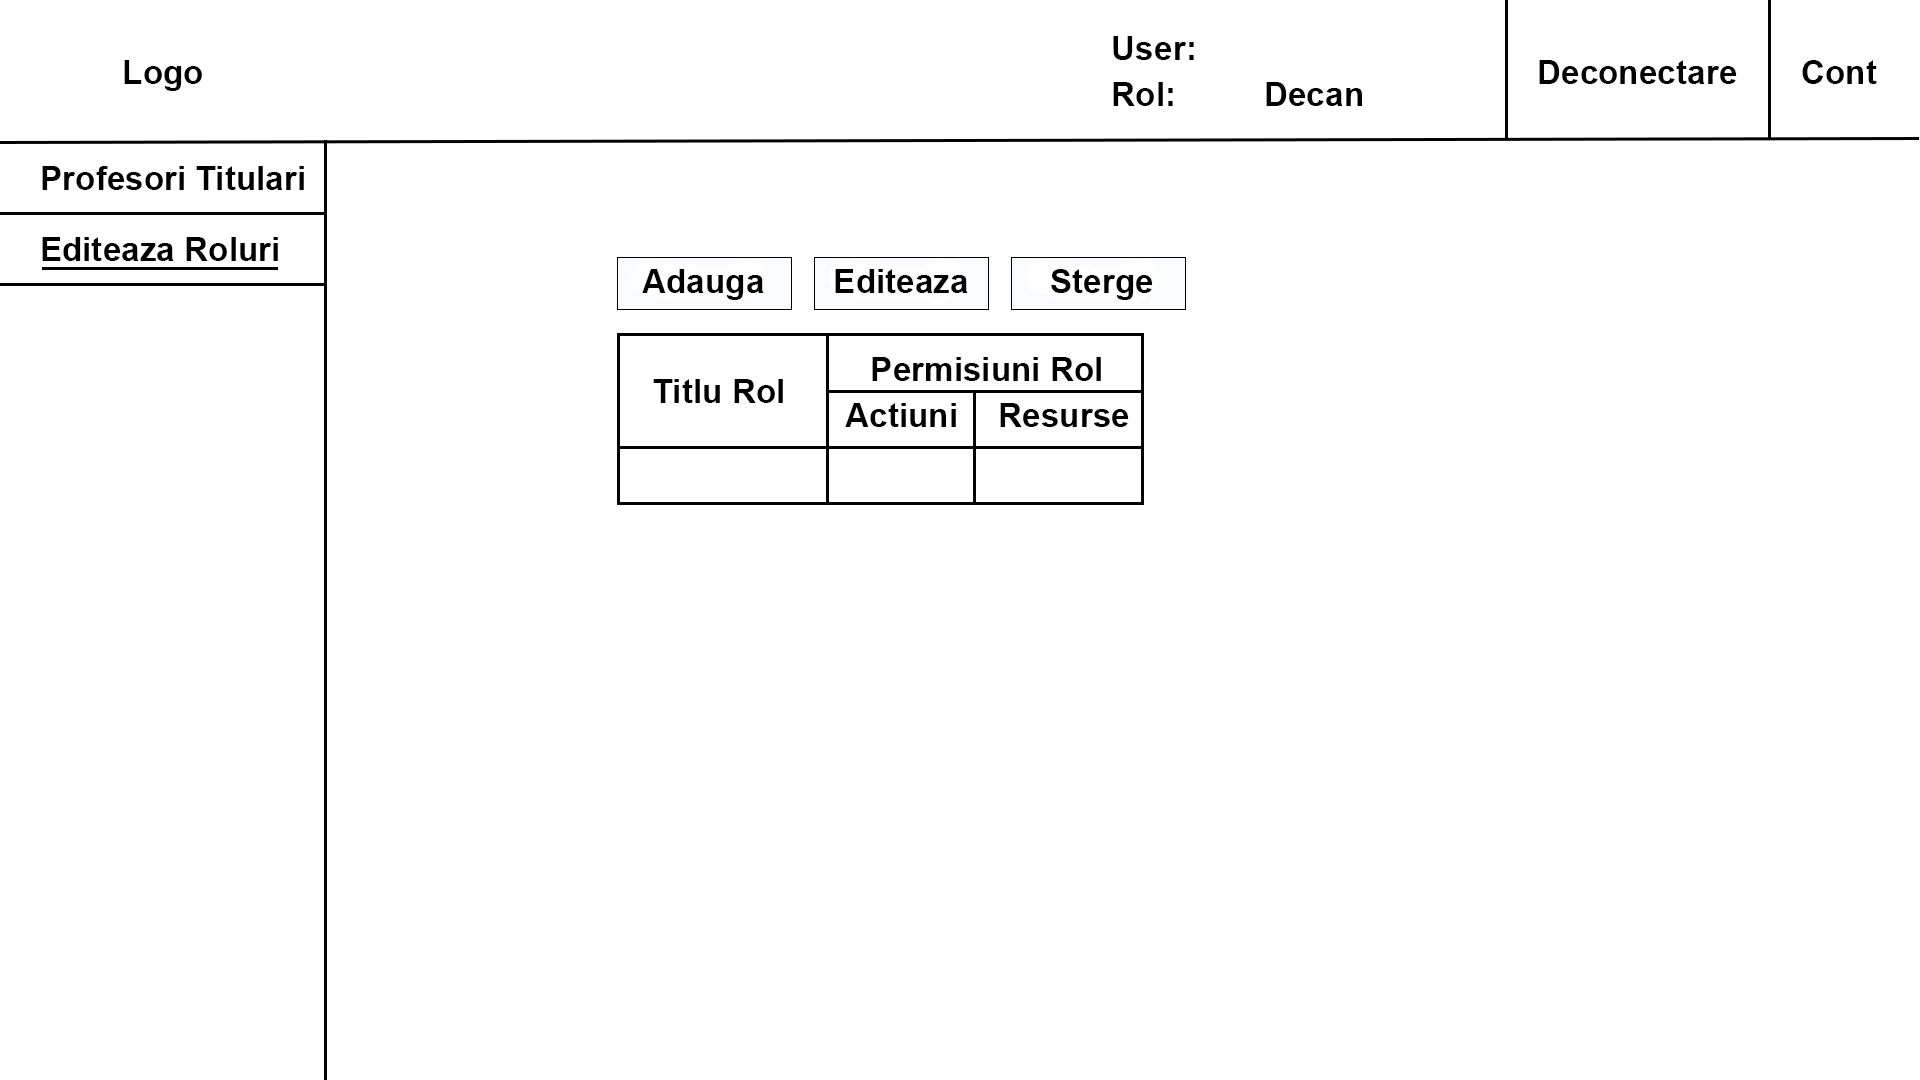 Logo
User:
Rol: Decan
Deconectare
Cont
Profesori Titulari
Editeaza Roluri
Adauga Editeaza Sterge
Titlu Rol
Permisiuni Rol
Actiuni Resurse